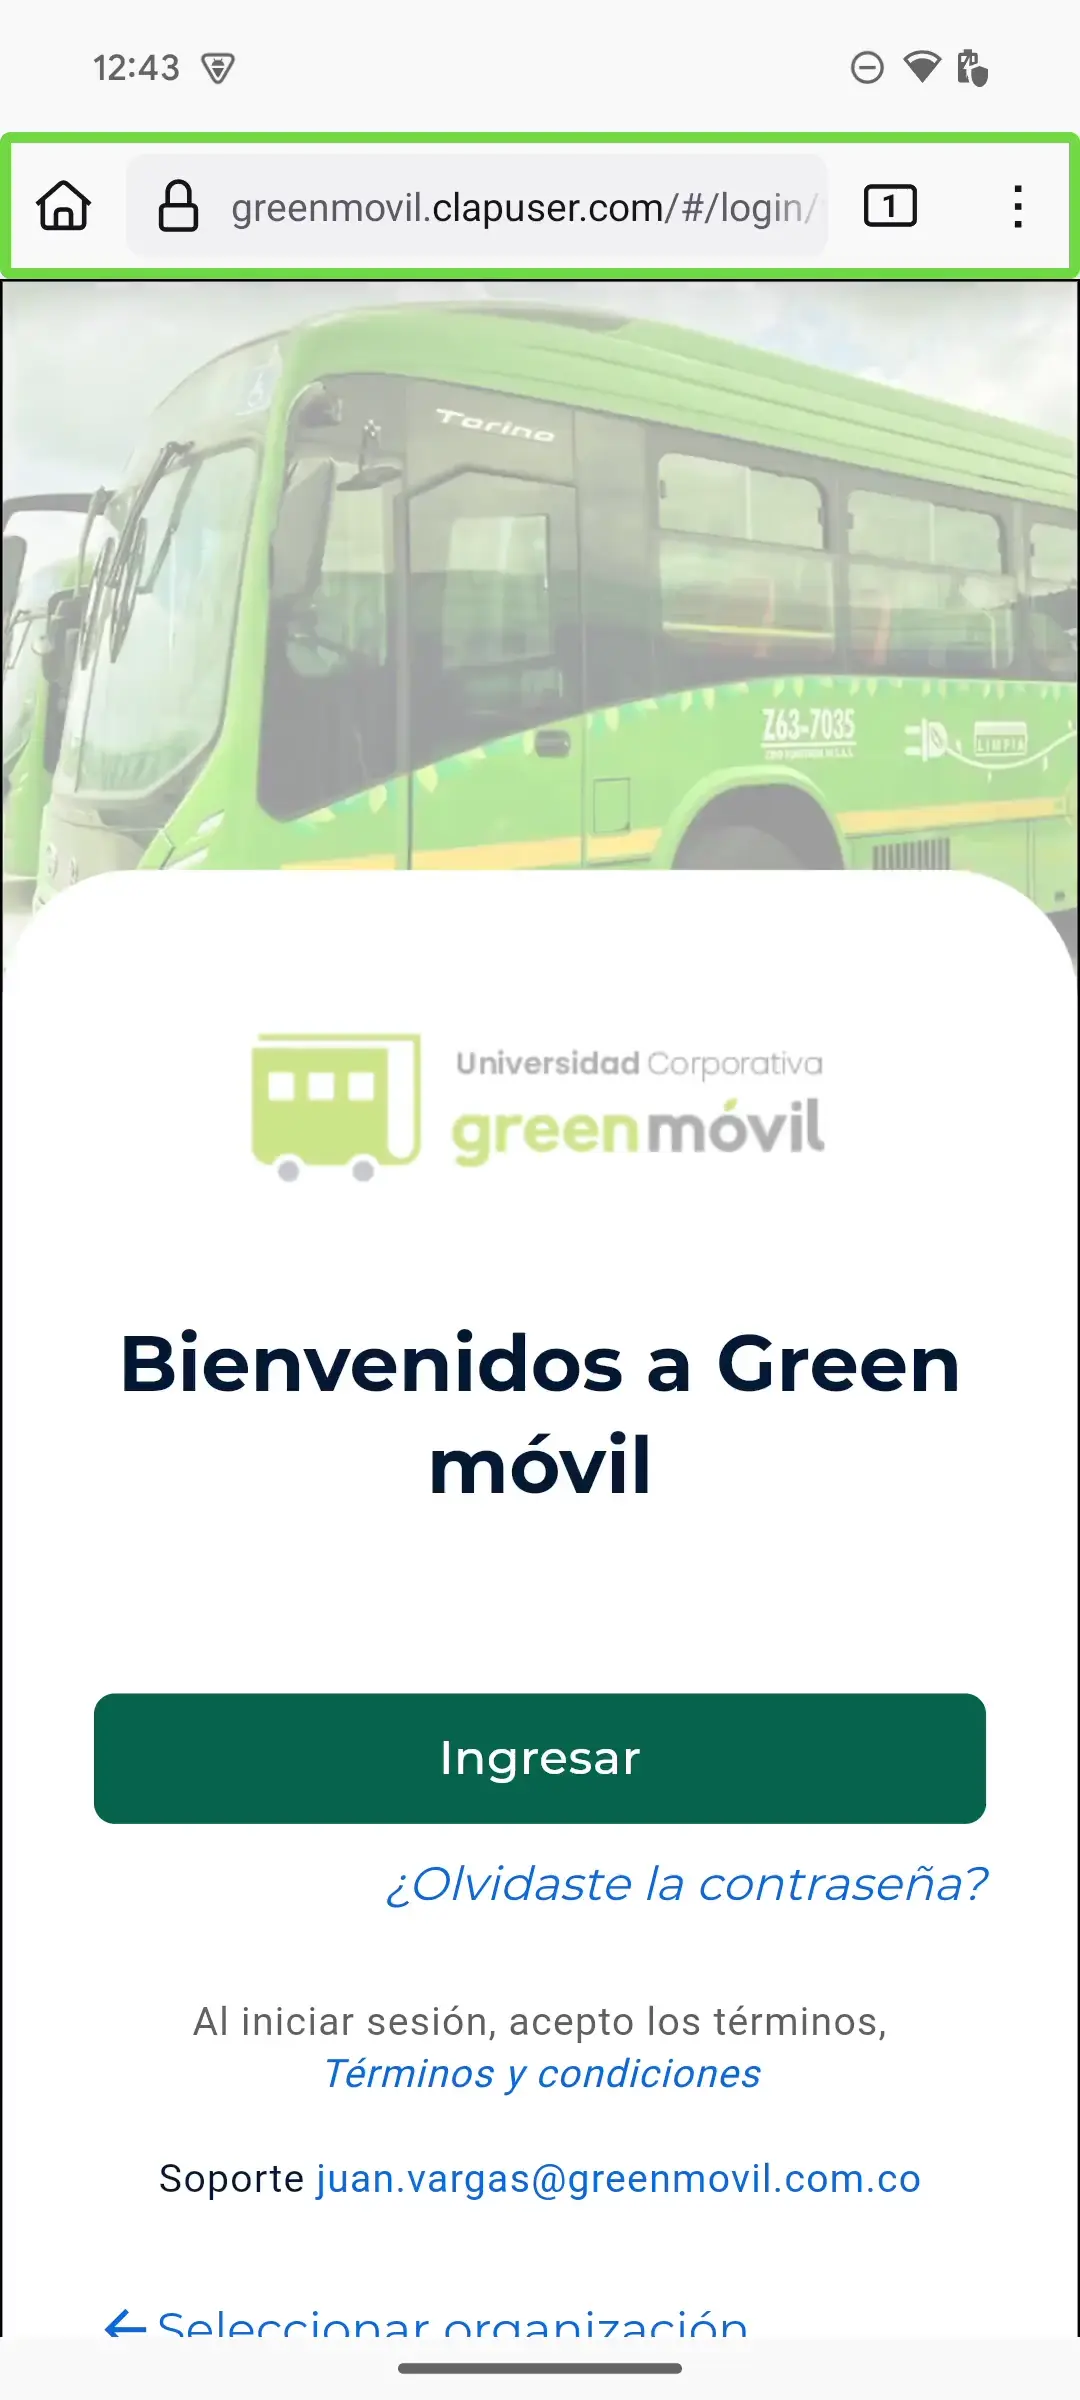 12:43
greenmovil.clapuser.com/#/login/
1
Torino
Z63-7035
LIMPIA
Universidad Corporativa
greenmóvil
Bienvenidos a Green
móvil
Ingresar
¿Olvidaste la contraseña?
Al iniciar sesión, acepto los términos,
Términos y condiciones
Soporte juan.vargas@greenmovil.com.co
← Seleccionar organización